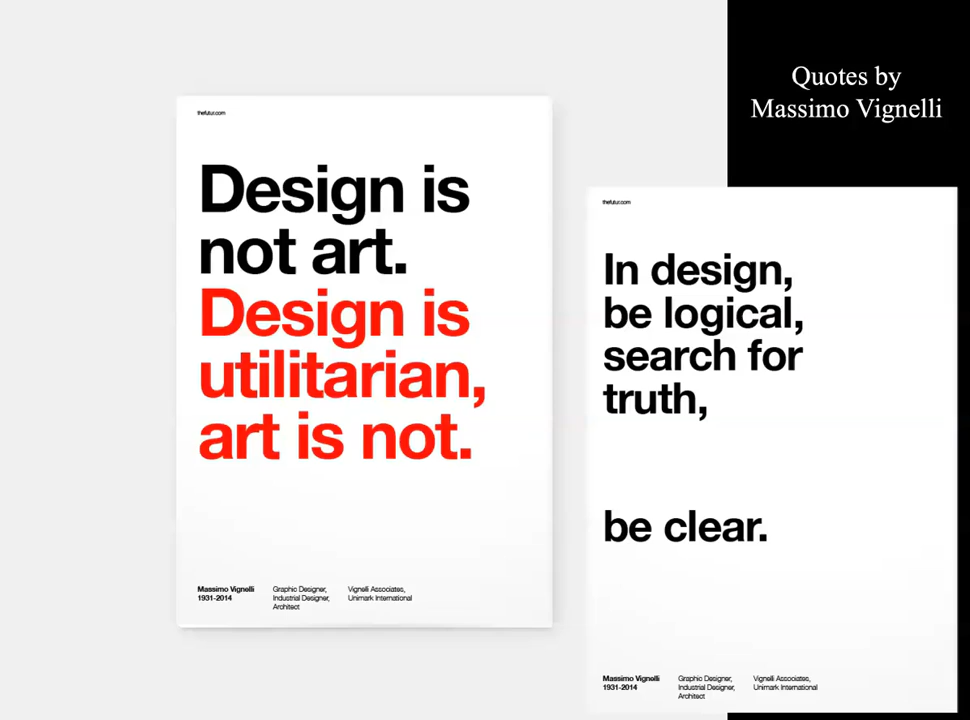 Quotes by
Massimo Vignelli
thefutur.com
Design is
not art.
Design is
utilitarian,
art is not.
Massimo Vignelli
1931-2014
Graphic Designer,
Industrial Designer,
Architect
Vignelli Associates,
Unimark International
thefutur.com
In design,
be logical,
search for
truth,
be clear.
Massimo Vignelli
1931-2014
Graphic Designer,
Industrial Designer,
Architect
Vignelli Associates,
Unimark International